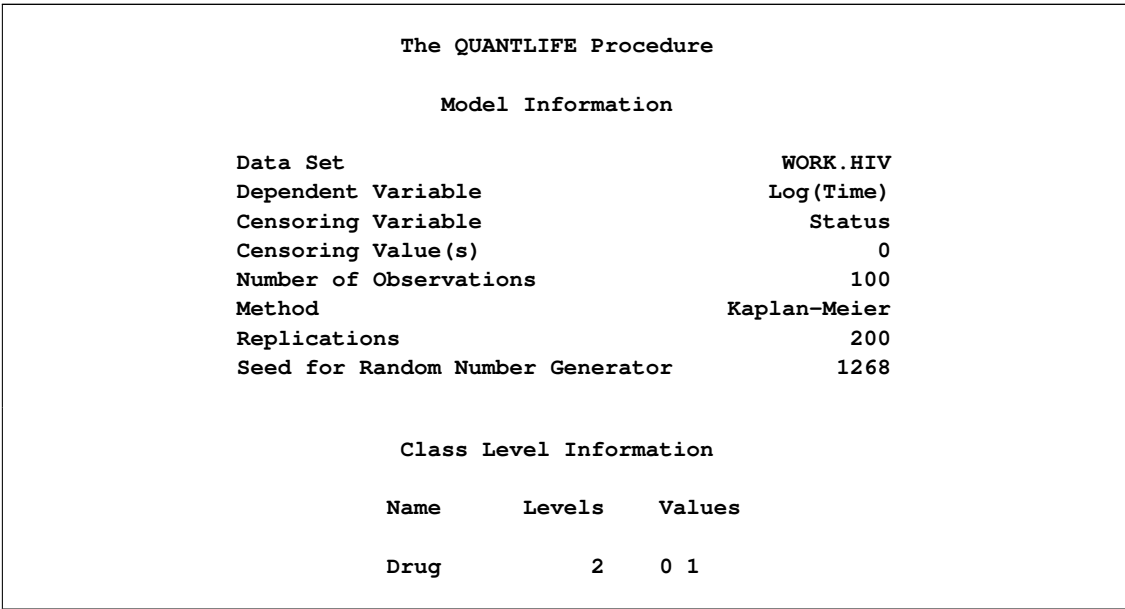 The QUANTLIFE Procedure
Model Information
Data Set WORK.HIV
Dependent Variable Log(Time)
Censoring Variable Status
Censoring Value(s) 0
Number of Observations 100
Method Kaplan-Meier
Replications 200
Seed for Random Number Generator 1268
Class Level Information
Name Levels Values
Drug 2 0 1